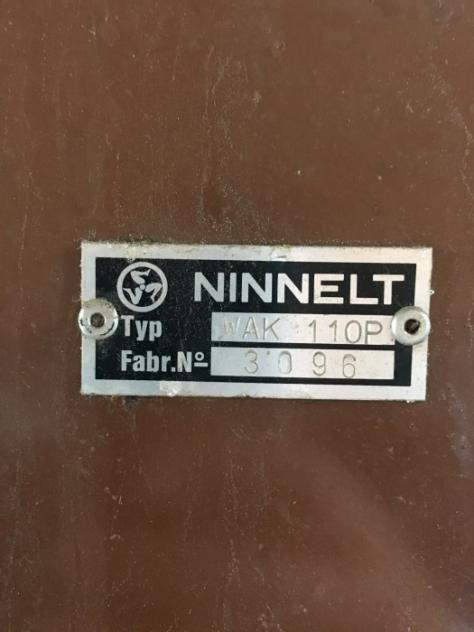 NINNELT
Typ WAK 110P
Fabr.Nº 3096